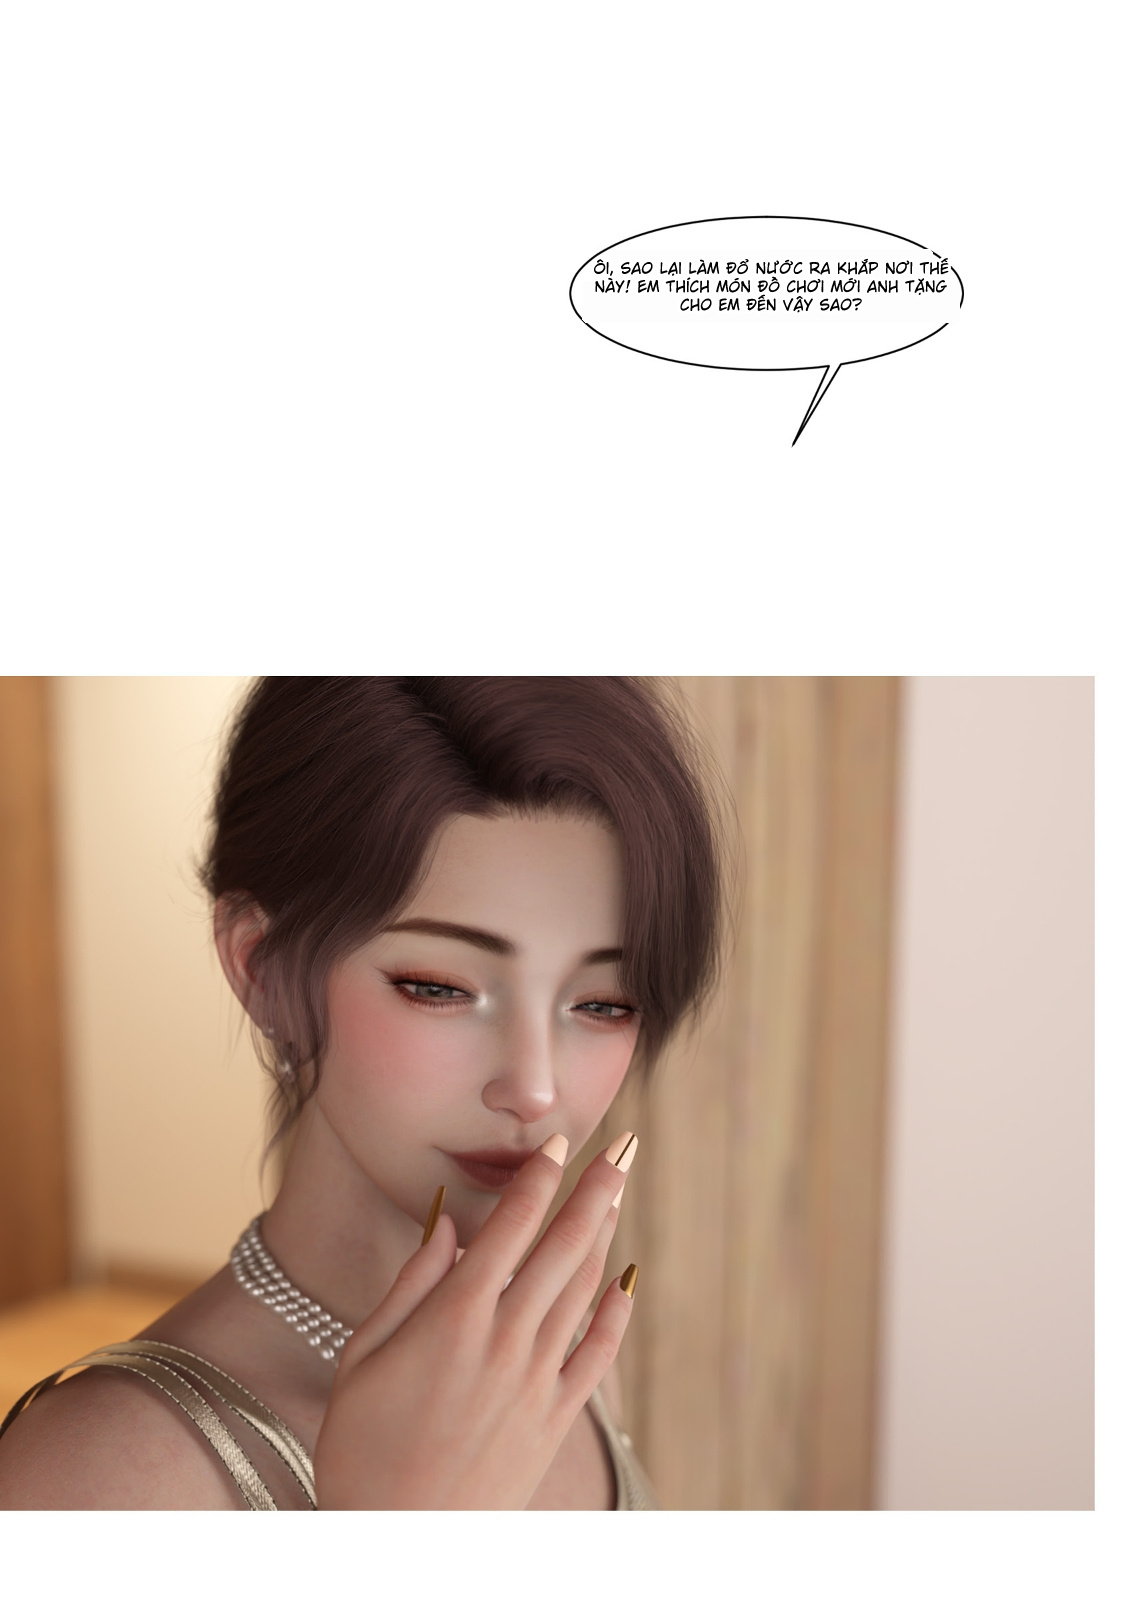 ÔI, SAO LẠI LÀM ĐỔ NƯỚC RA KHẮP NƠI THẾ
NÀY! EM THÍCH MÓN ĐỒ CHƠI MỚI ANH TẶNG
CHO EM ĐẾN VẬY SAO?